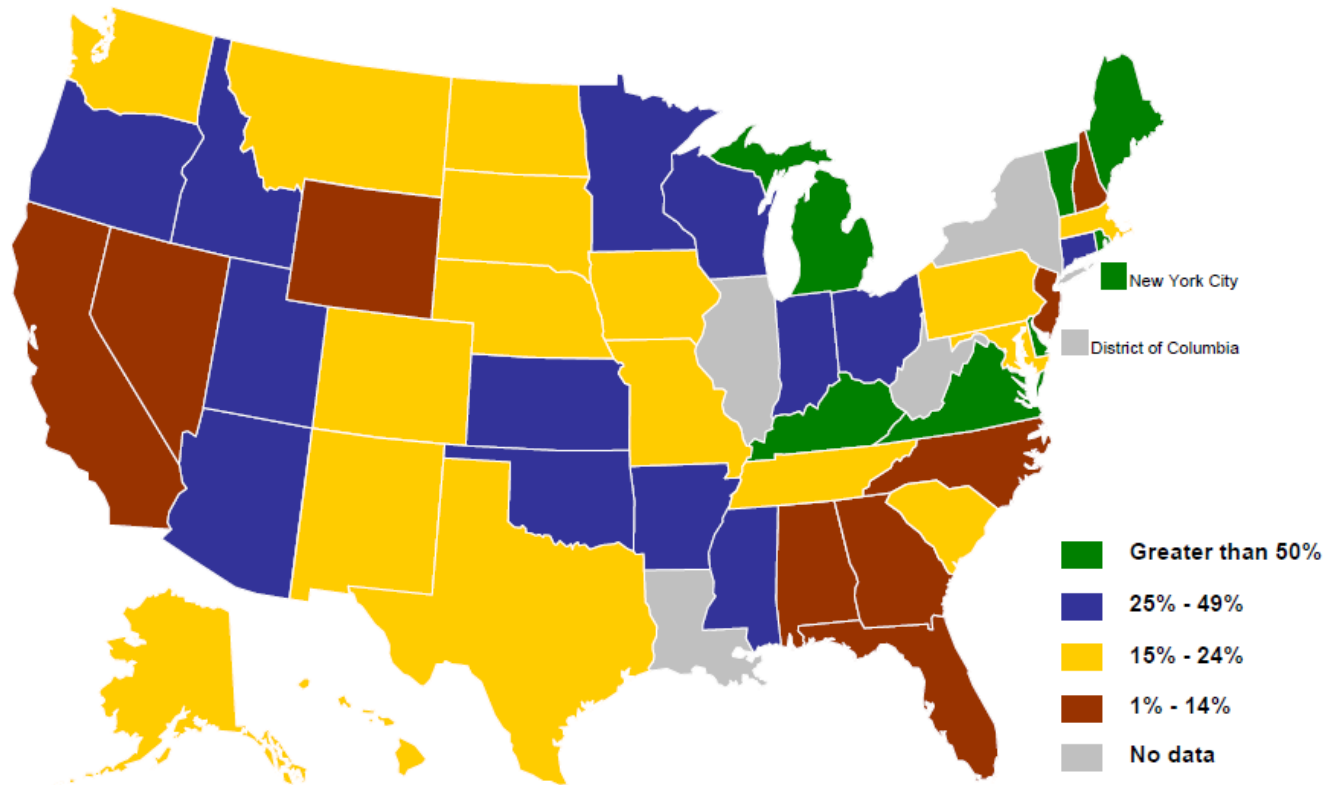 New York City
District of Columbia
Greater than 50%
25% - 49%
15% - 24%
1% - 14%
No data